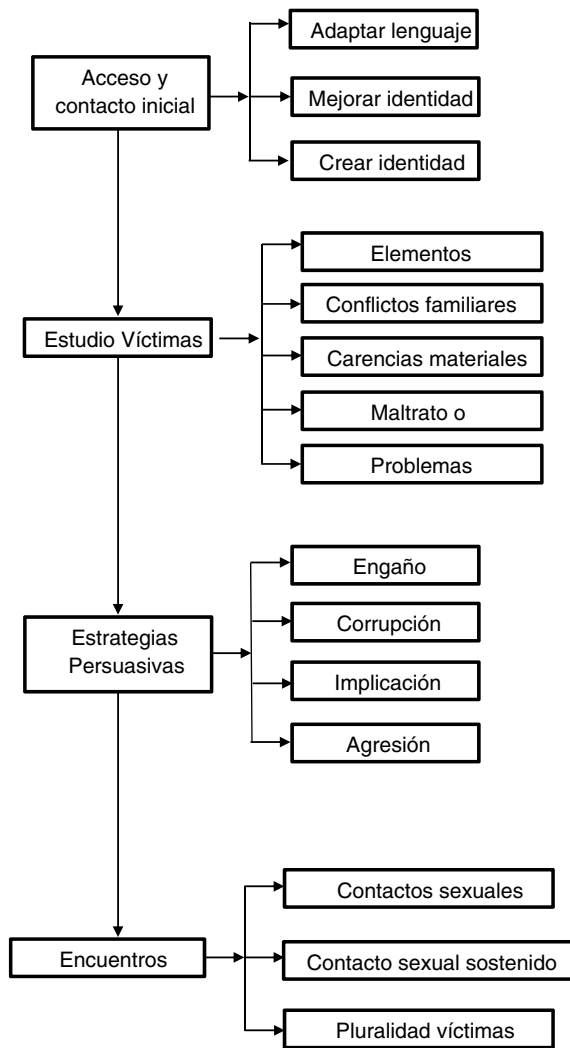 Adaptar lenguaje
Acceso y
contacto inicial
Mejorar identidad
Crear identidad
Elementos
Conflictos familiares
Estudio Víctimas
Carencias materiales
Maltrato o
Problemas
Engaño
Corrupción
Estrategias
Persuasivas
Implicación
Agresión
Contactos sexuales
Encuentros
Contacto sexual sostenido
Pluralidad víctimas